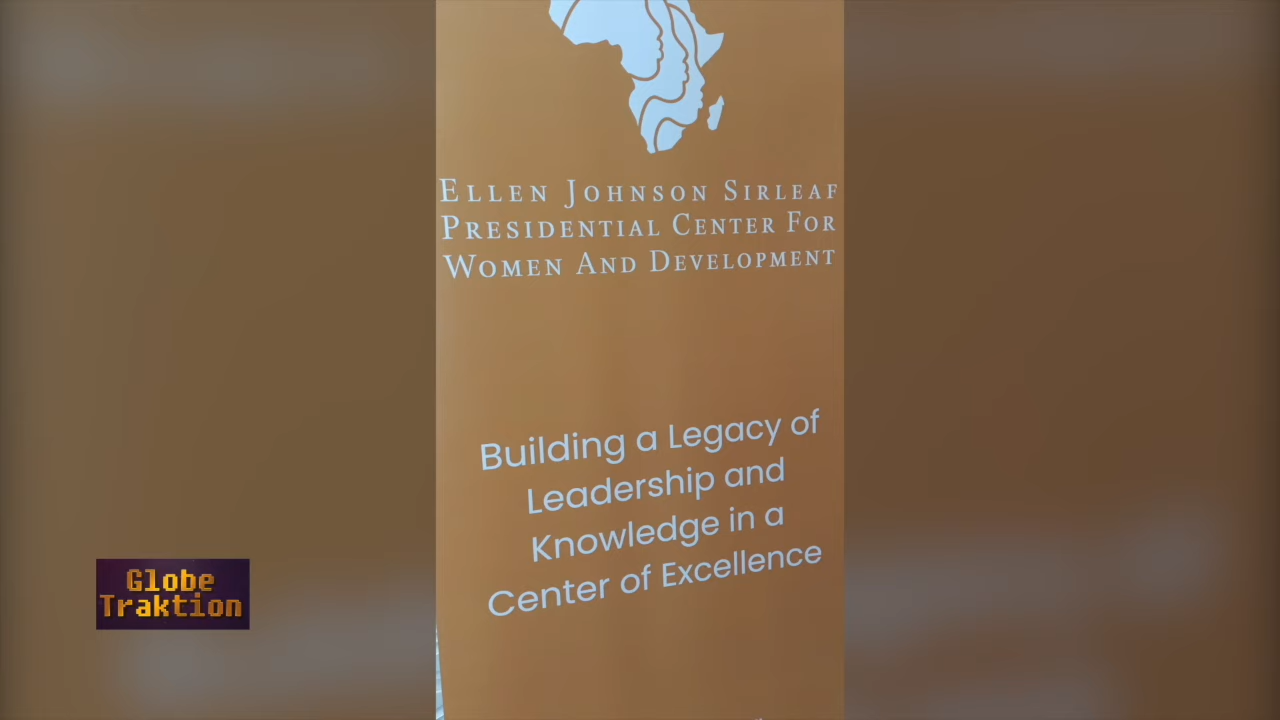 Ellen Johnson Sirleaf
Presidential Center For
Women And Development
Building a Legacy of
Leadership and
Knowledge in a
Center of Excellence
Globe
Traktion